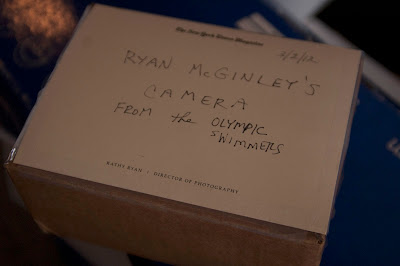 The New York Times Magazine
2/2/12
RYAN McGINLEY'S
CAMERA
FROM the OLYMPIC
SWIMMERS
KATHY RYAN / DIRECTOR OF PHOTOGRAPHY